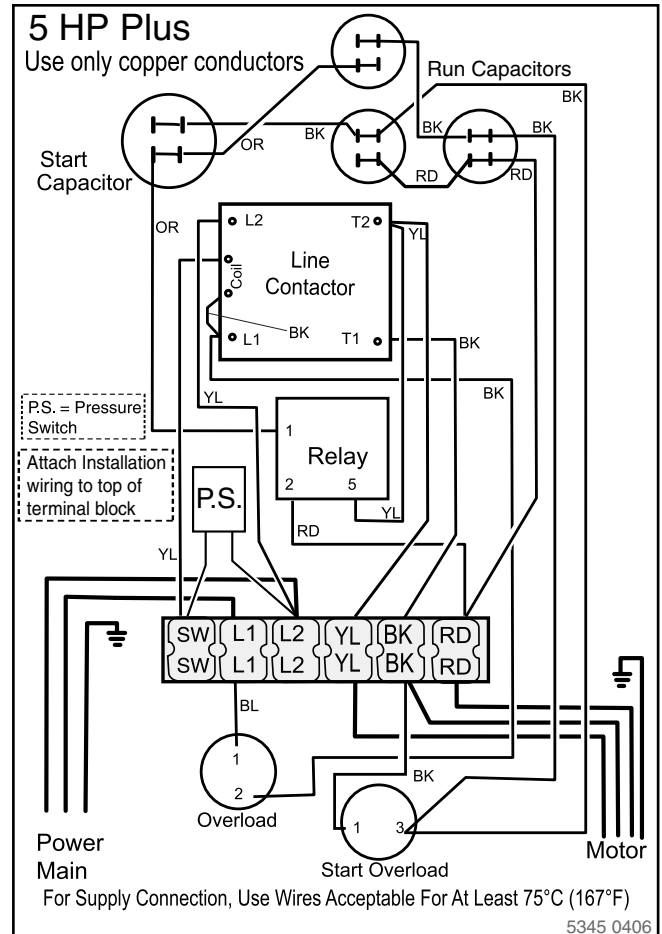 5 HP Plus
Use only copper conductors
Run Capacitors
BK
BK
BK
BK
OR
Start
Capacitor
RD
RD
OR
L2
T2
YL
Coil
Line
Contactor
BK
L1
T1
BK
YL
BK
P.S. = Pressure
Switch
1
Relay
2
5
Attach Installation
wiring to top of
terminal block
P.S.
YL
RD
YL
SW L1 L2 YL BK RD
SW L1 L2 YL BK RD
BL
1
2
Overload
BK
1
3
Start Overload
Power
Main
Motor
For Supply Connection, Use Wires Acceptable For At Least 75°C (167°F)
5345 0406